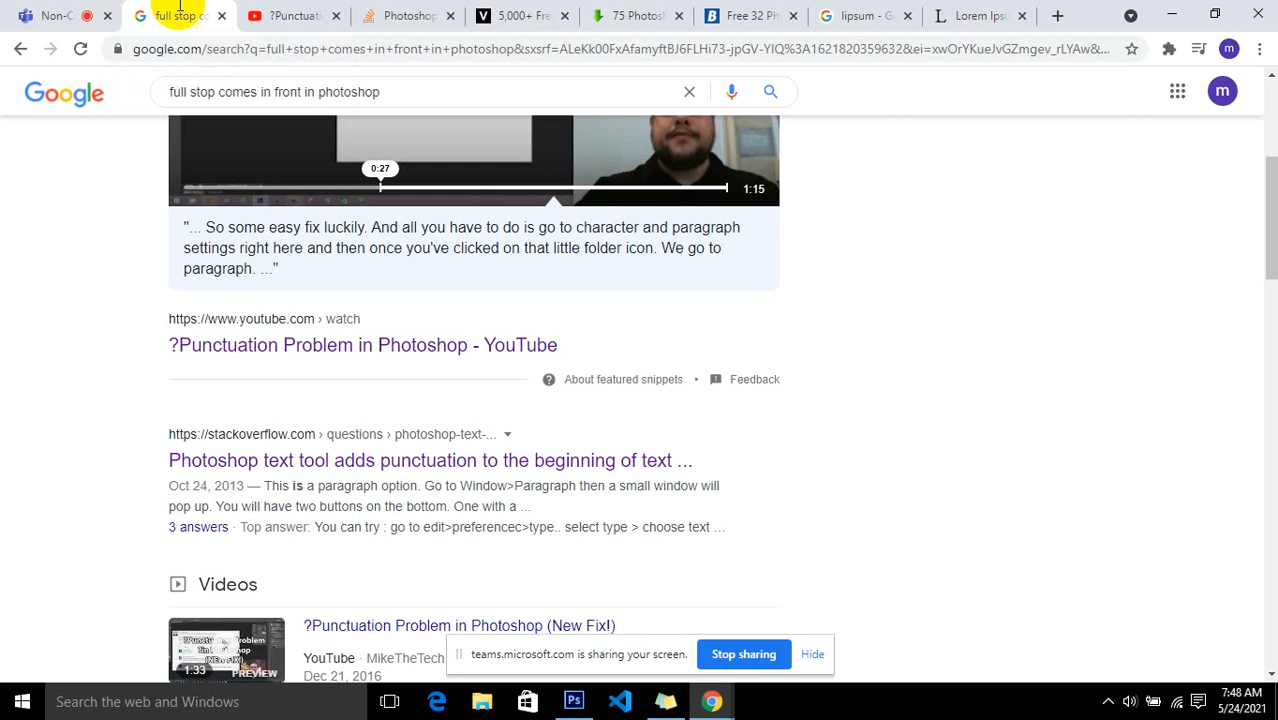 Non-C
full stop co
?Punctuati
Photoshop
5,000+ Fre
75 Photosh
Free 32 Ph
lipsum - Go
Lorem Ipsu
google.com/search?q=full+stop+comes+in+front+in+photoshop&sxsrf=ALeKk00FxAfamyftBJ6FLHi73-jpGV-YIQ%3A1621820359632&ei=xwOrYKueJvGZmgev_rLYAw&...
m
Google
full stop comes in front in photoshop
m
0:27
1:15
"... So some easy fix luckily. And all you have to do is go to character and paragraph
settings right here and then once you've clicked on that little folder icon. We go to
paragraph. ..."
https://www.youtube.com › watch
?Punctuation Problem in Photoshop - YouTube
About featured snippets • Feedback
https://stackoverflow.com › questions › photoshop-text-...
Photoshop text tool adds punctuation to the beginning of text ...
Oct 24, 2013 — This is a paragraph option. Go to Window>Paragraph then a small window will
pop up. You will have two buttons on the bottom. One with a ...
3 answers · Top answer: You can try : go to edit>preferencec>type.. select type > choose text …
Videos
?Punctuation Problem in Photoshop (New Fix!)
YouTube · MikeTheTech
Dec 21, 2016
1:33
PREVIEW
teams.microsoft.com is sharing your screen.
Stop sharing
Hide
Search the web and Windows
Ps
7:48 AM
5/24/2021